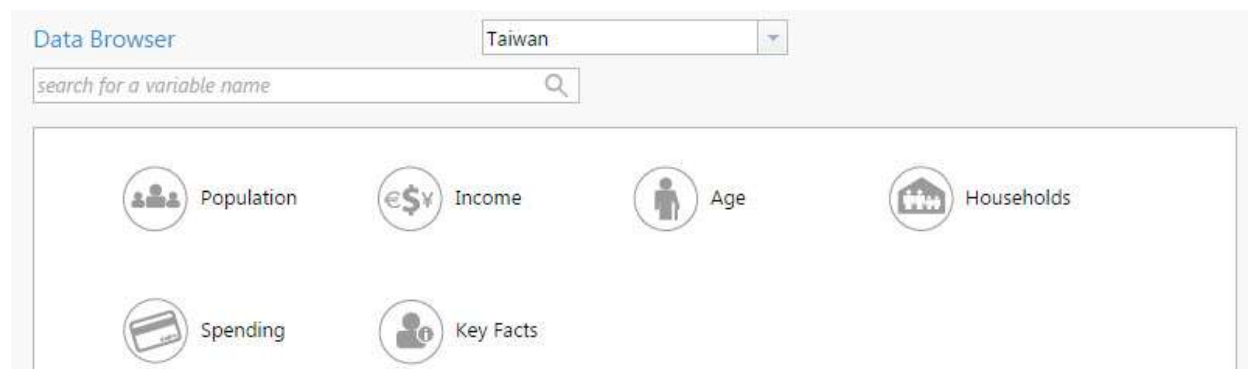 Data Browser
Taiwan
search for a variable name
Population
€$¥
Income
Age
Households
Spending
Key Facts